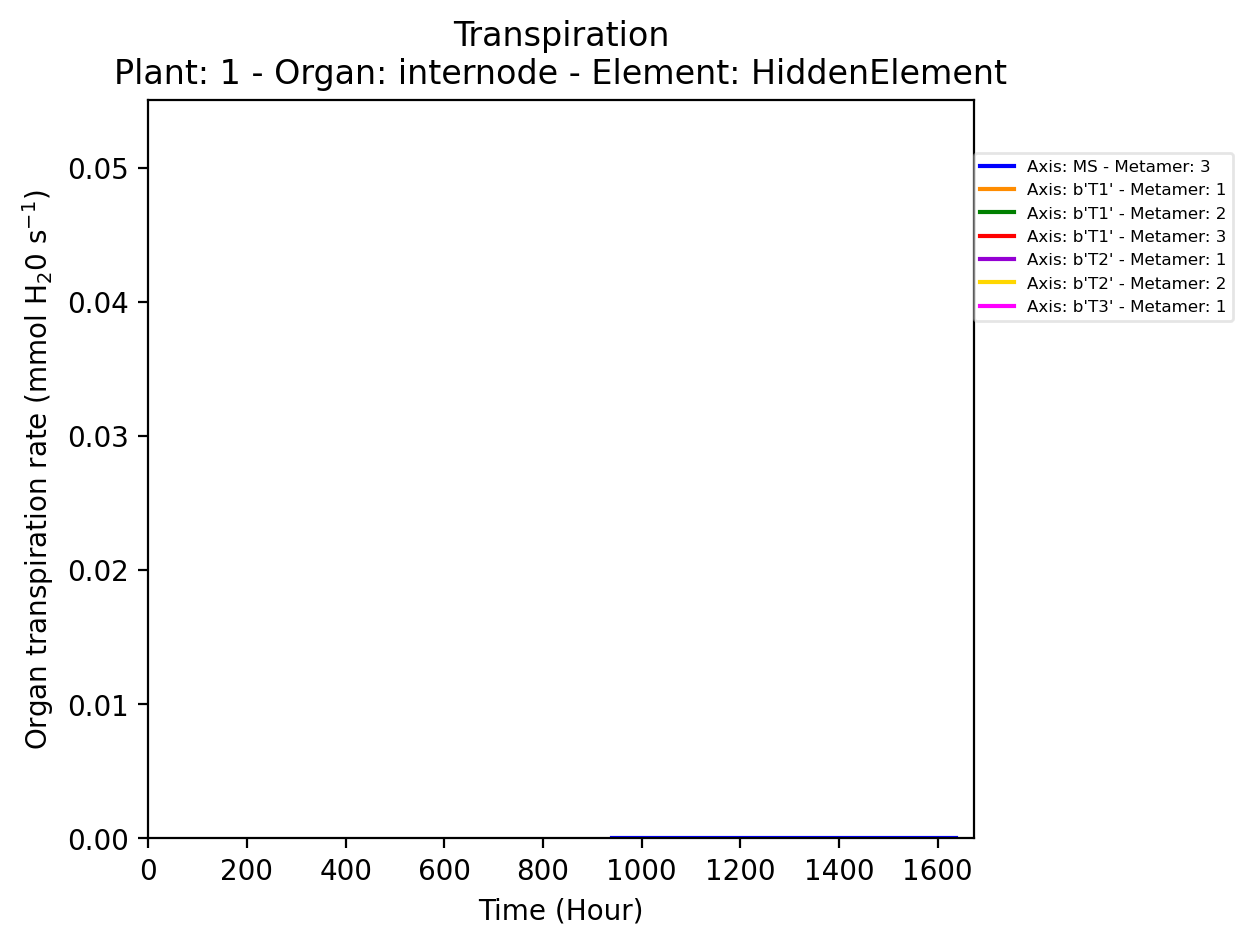 Transpiration
Plant: 1 - Organ: internode - Element: HiddenElement
Organ transpiration rate (mmol H₂0 s⁻¹)
0.05
0.04
0.03
0.02
0.01
0.00
0 200 400 600 800 1000 1200 1400 1600
Time (Hour)
Axis: MS - Metamer: 3
Axis: b'T1' - Metamer: 1
Axis: b'T1' - Metamer: 2
Axis: b'T1' - Metamer: 3
Axis: b'T2' - Metamer: 1
Axis: b'T2' - Metamer: 2
Axis: b'T3' - Metamer: 1